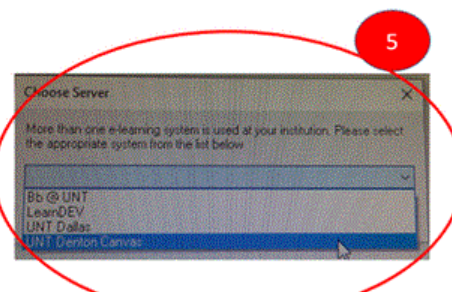 5
Choose Server
More than one e-learning system is used at your institution. Please select
the appropriate system from the list below
Bb @ UNT
LearnDEV
UNT Dallas
UNT Denton Canvas